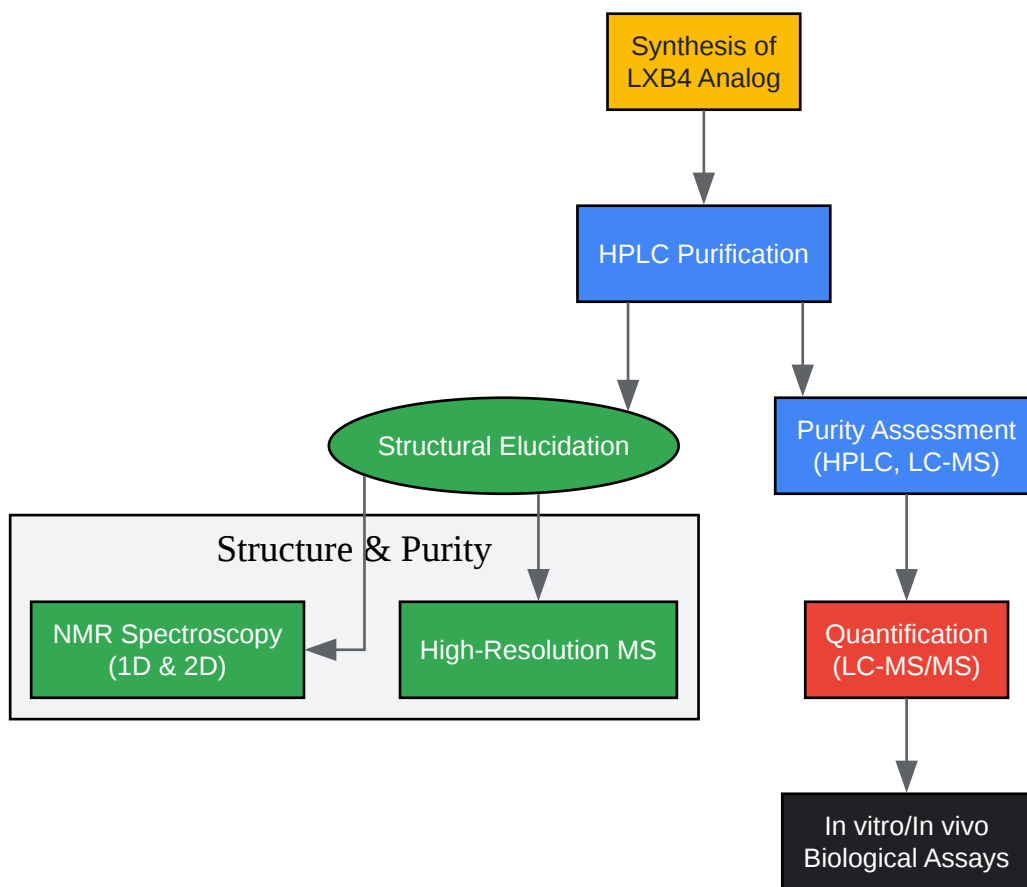 Synthesis of
LXB4 Analog
HPLC Purification
Structural Elucidation
Purity Assessment
(HPLC, LC-MS)
Structure & Purity
NMR Spectroscopy
(1D & 2D)
High-Resolution MS
Quantification
(LC-MS/MS)
In vitro/In vivo
Biological Assays